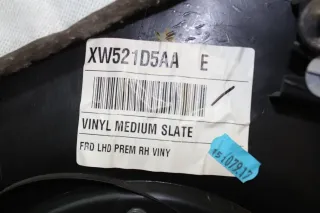 XW521D5AA E
VINYL MEDIUM SLATE
FRD LHD PREM RH VINY